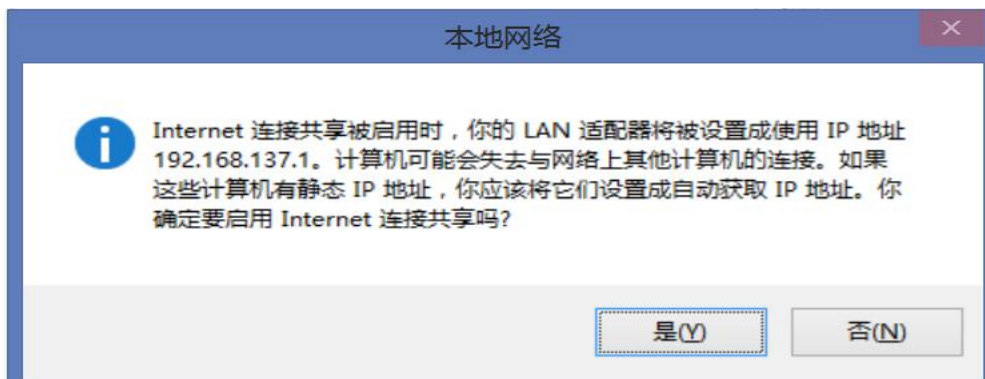 本地网络
Internet 连接共享被启用时，你的 LAN 适配器将被设置成使用 IP 地址
192.168.137.1。计算机可能会失去与网络上其他计算机的连接。如果
这些计算机有静态 IP 地址，你应该将它们设置成自动获取 IP 地址。你
确定要启用 Internet 连接共享吗?
是(Y)
否(N)